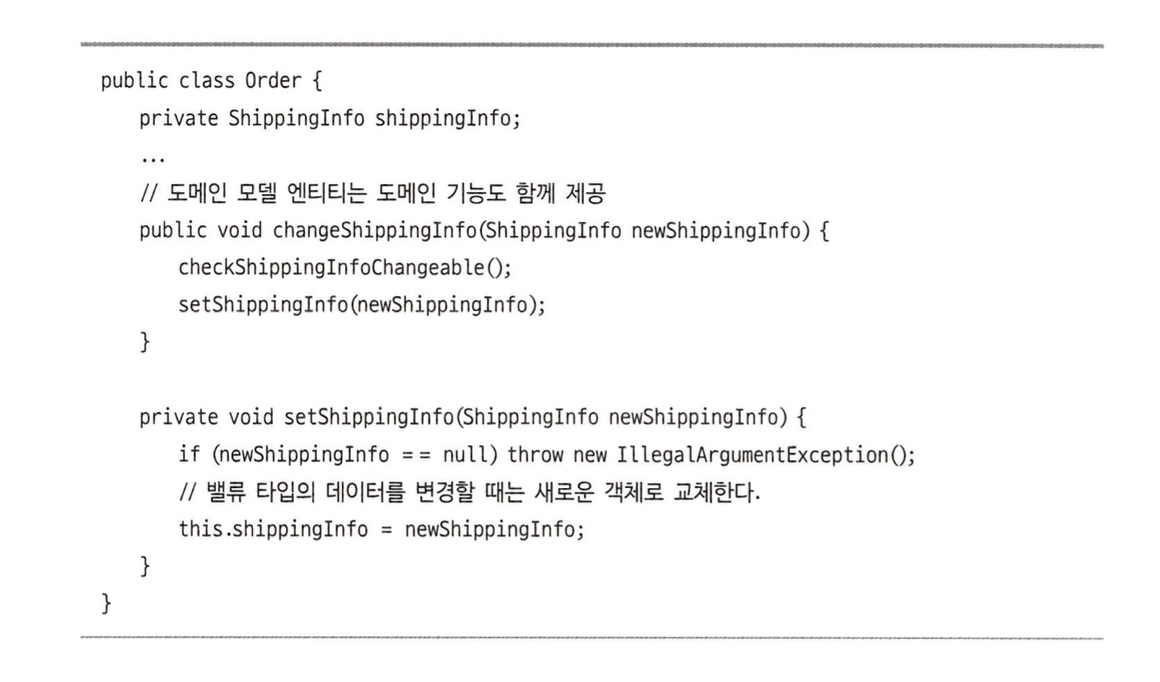 public class Order {
private ShippingInfo shippingInfo;
...
// 도메인 모델 엔티티는 도메인 기능도 함께 제공
public void changeShippingInfo(ShippingInfo newShippingInfo) {
checkShippingInfoChangeable();
setShippingInfo(newShippingInfo);
}
private void setShippingInfo(ShippingInfo newShippingInfo) {
if (newShippingInfo == null) throw new IllegalArgumentException();
// 밸류 타입의 데이터를 변경할 때는 새로운 객체로 교체한다.
this.shippingInfo = newShippingInfo;
}
}